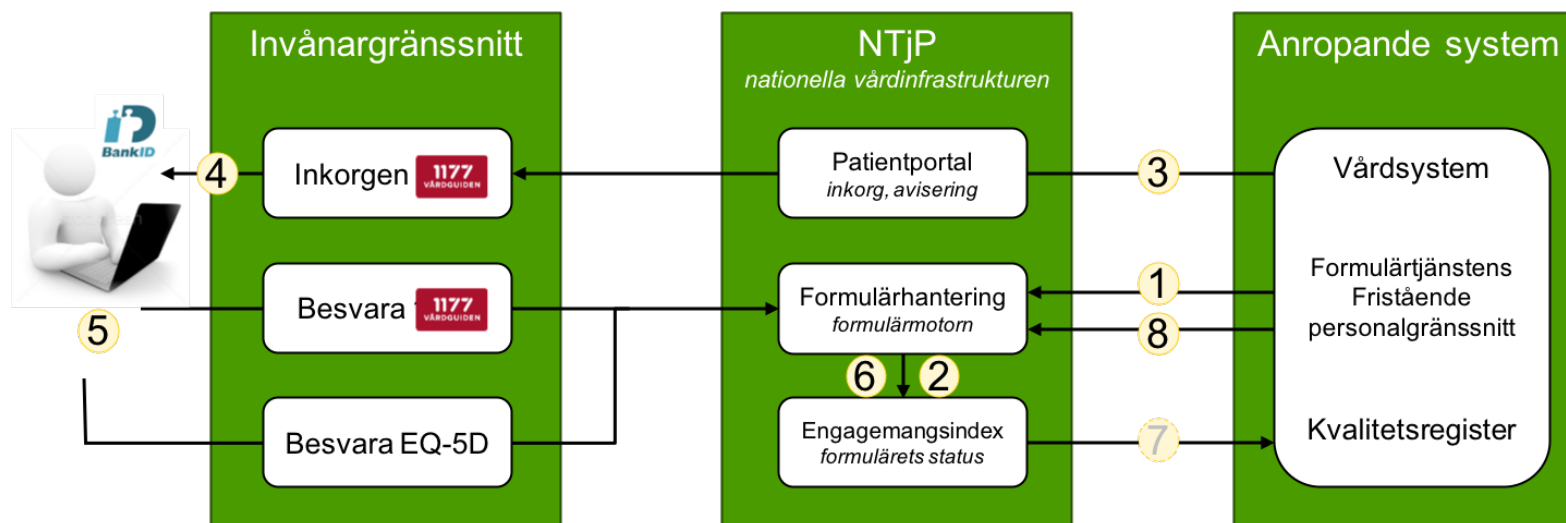 Invånargränssnitt
NTjP
nationella vårdinfrastrukturen
Anropande system
BankID
4
Inkorgen
1177
VÅRDGUIDEN
Patientportal
inkorg, avisering
3
Vårdsystem
5
Besvara
1177
VÅRDGUIDEN
Formulärhantering
formulärmotorn
1
8
Formulärtjänstens
Fristående
personalgränssnitt
6
2
Besvara EQ-5D
Engagemangsindex
formulärets status
7
Kvalitetsregister